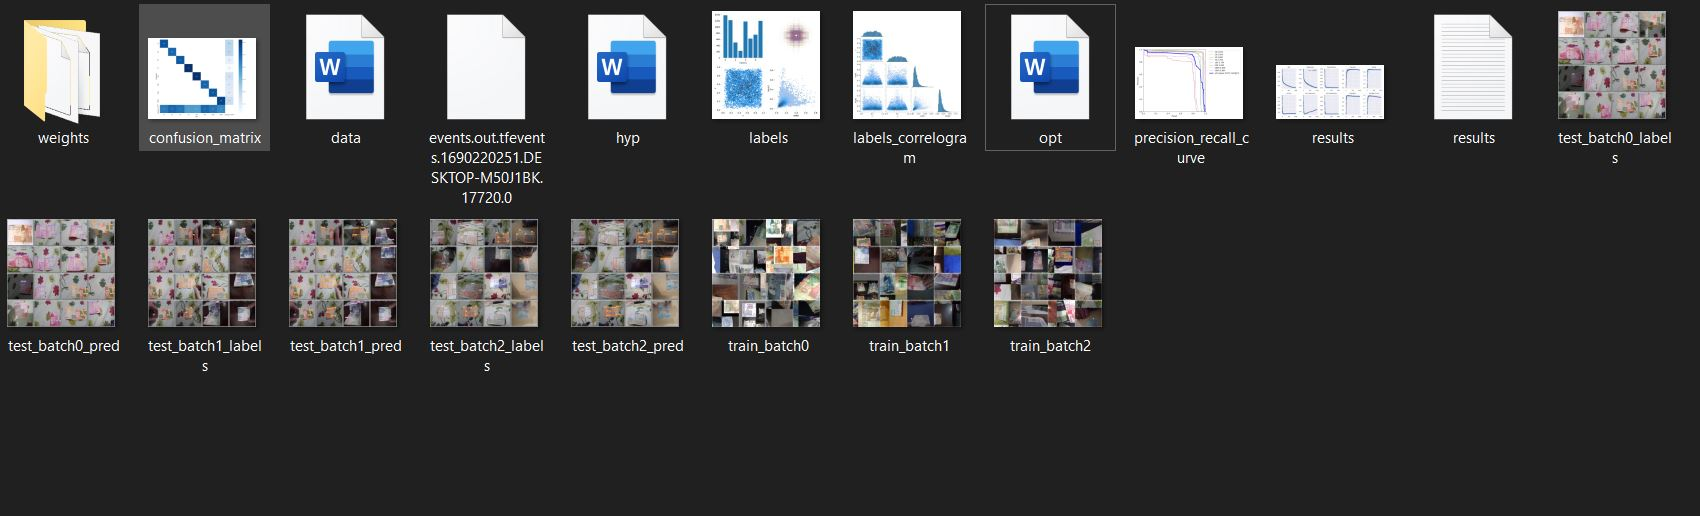 weights
confusion_matrix
data
events.out.tfevent
s.1690220251.DE
SKTOP-M50J1BK.
17720.0
hyp
labels
labels_correlogra
m
opt
precision_recall_c
urve
results
results
test_batch0_label
s
test_batch0_pred
test_batch1_label
s
test_batch1_pred
test_batch2_label
s
test_batch2_pred
train_batch0
train_batch1
train_batch2
W
W
W